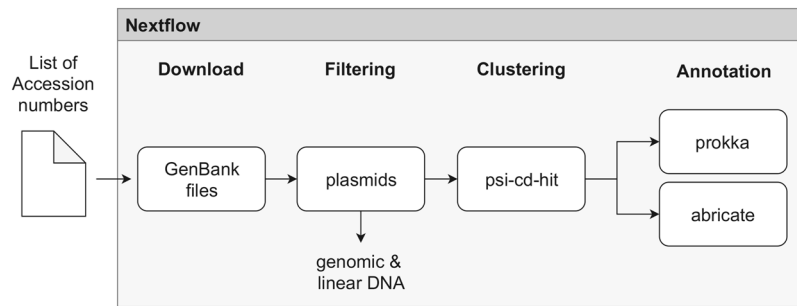 Nextflow
List of
Accession
numbers
Download
Filtering
Clustering
Annotation
GenBank
files
plasmids
psi-cd-hit
prokka
abricate
genomic &
linear DNA